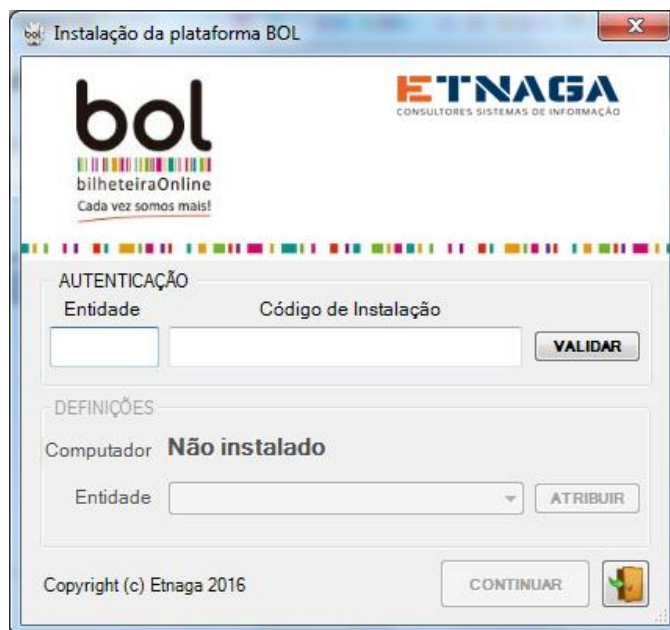 bol Instalação da plataforma BOL
bol
bilheteiraOnline
Cada vez somos mais!
ETNAGA
CONSULTORES SISTEMAS DE INFORMAÇÃO
AUTENTICAÇÃO
Entidade Código de Instalação
VALIDAR
DEFINIÇÕES
Computador Não instalado
Entidade ATRIBUIR
Copyright (c) Etnaga 2016 CONTINUAR